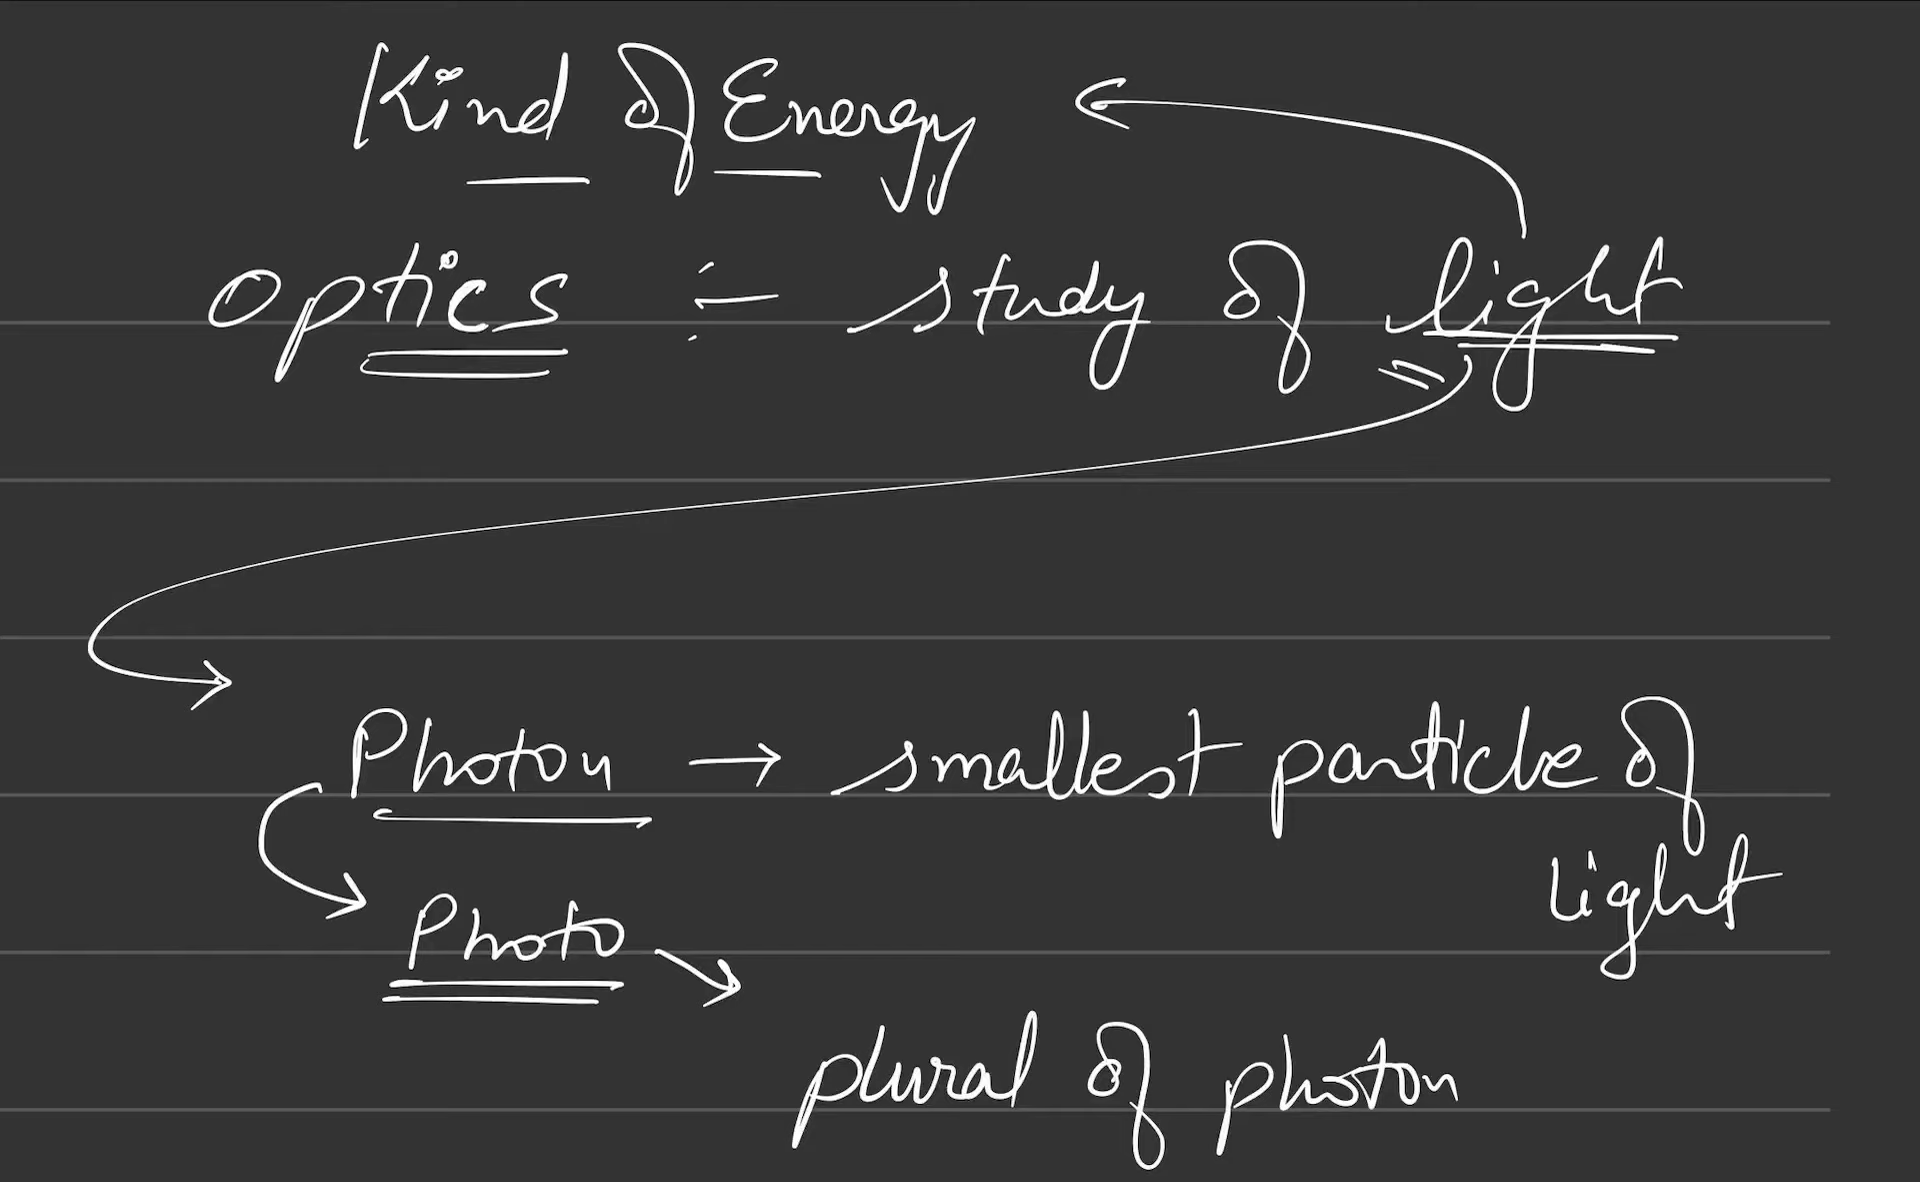 Kind of Energy
optics ÷ study of light
Photon → smallest particle of
light
Photo
plural of photon